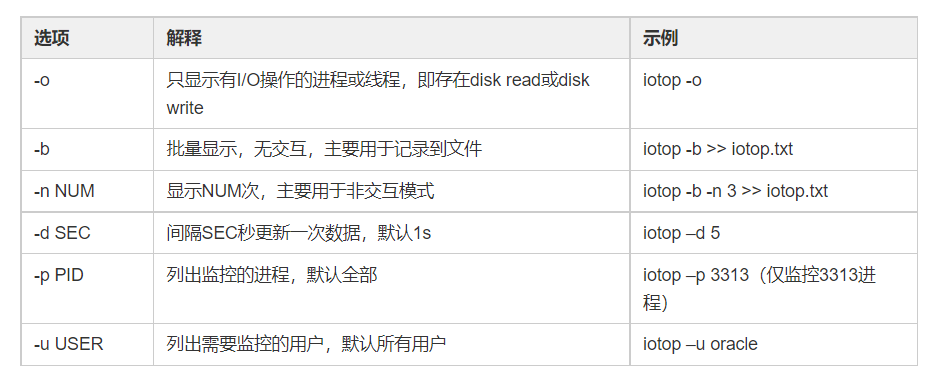 选项 解释 示例
-o 只显示有I/O操作的进程或线程，即存在disk read或disk iotop -o
write
-b 批量显示，无交互，主要用于记录到文件 iotop -b >> iotop.txt
-n NUM 显示NUM次，主要用于非交互模式 iotop -b -n 3 >> iotop.txt
-d SEC 间隔SEC秒更新一次数据，默认1s iotop –d 5
-p PID 列出监控的进程，默认全部 iotop –p 3313（仅监控3313进
程）
-u USER 列出需要监控的用户，默认所有用户 iotop –u oracle